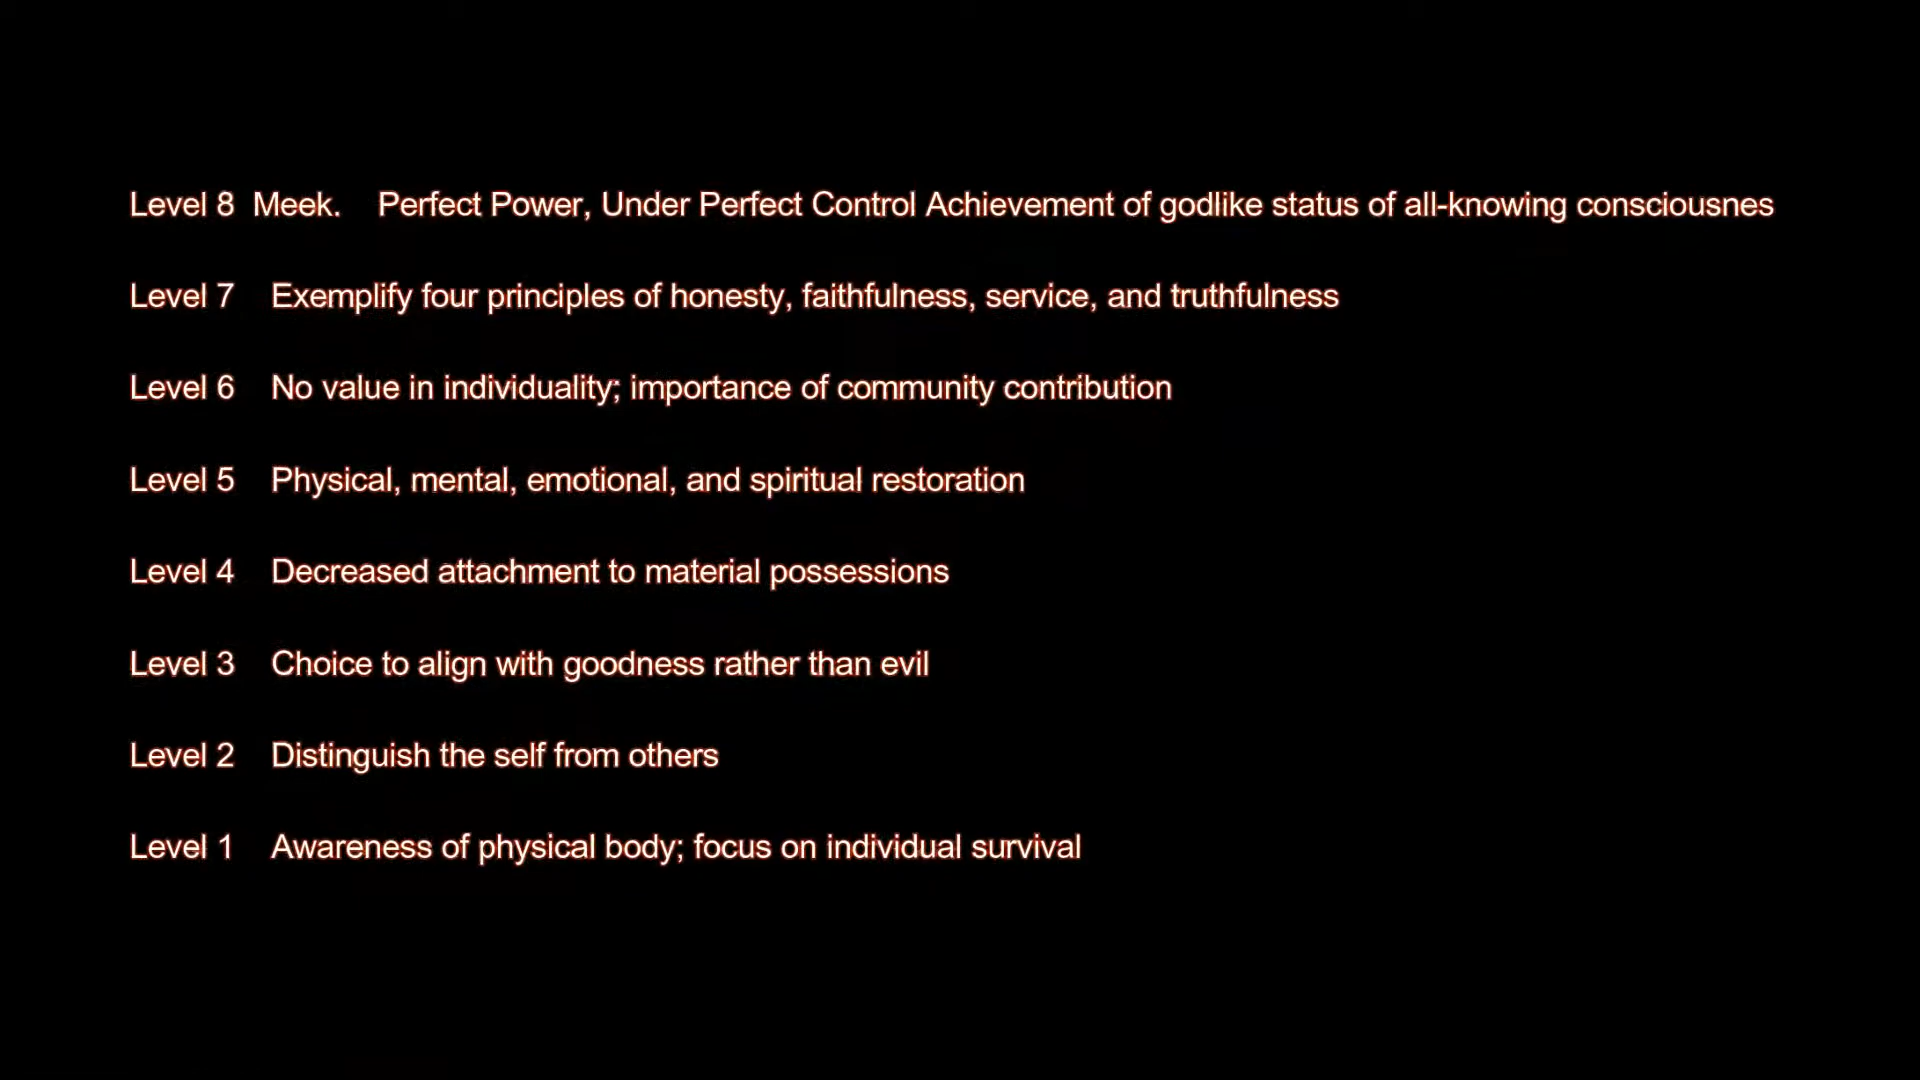 Level 8 Meek. Perfect Power, Under Perfect Control Achievement of godlike status of all-knowing consciousnes
Level 7 Exemplify four principles of honesty, faithfulness, service, and truthfulness
Level 6 No value in individuality; importance of community contribution
Level 5 Physical, mental, emotional, and spiritual restoration
Level 4 Decreased attachment to material possessions
Level 3 Choice to align with goodness rather than evil
Level 2 Distinguish the self from others
Level 1 Awareness of physical body; focus on individual survival